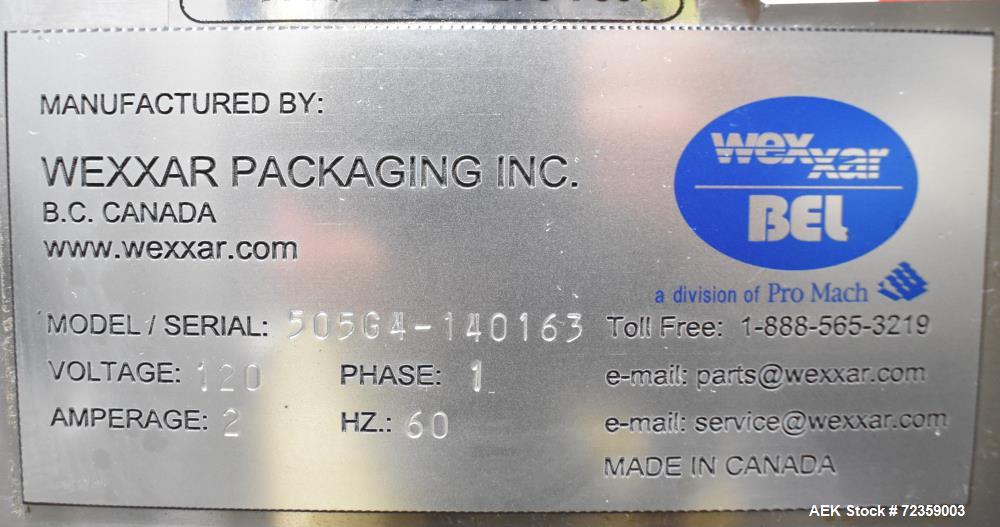 MANUFACTURED BY:
WEXXAR PACKAGING INC.
B.C. CANADA
www.wexxar.com
wexxar
BEL
a division of Pro Mach
MODEL / SERIAL: 505G4-140163
Toll Free: 1-888-565-3219
VOLTAGE: 120 PHASE: 1
e-mail: parts@wexxar.com
AMPERAGE: 2 HZ.: 60
e-mail: service@wexxar.com
MADE IN CANADA
AEK Stock # 72359003